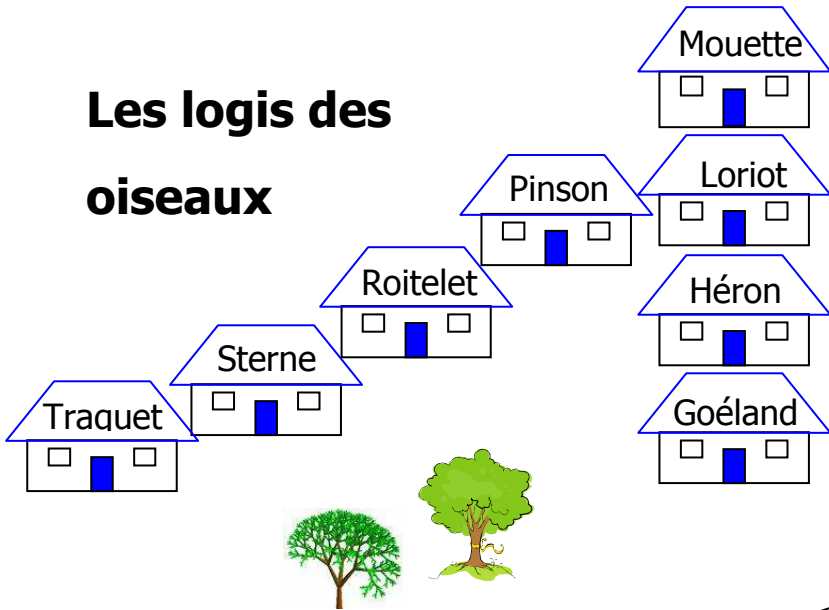 Les logis des
oiseaux
Mouette
Loriot
Pinson
Héron
Roitelet
Sterne
Goéland
Traquet